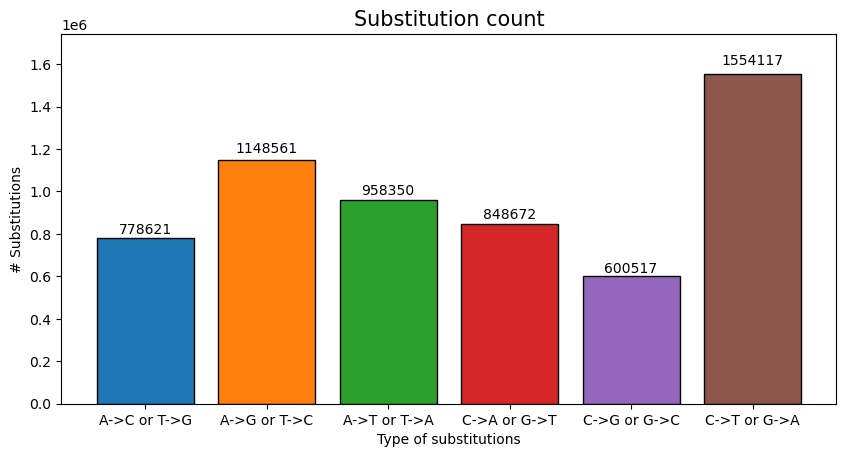 Substitution count
1e6
1.6
1.4
1.2
1.0
0.8
0.6
0.4
0.2
0.0
# Substitutions
778621
1148561
958350
848672
600517
1554117
A->C or T->G
A->G or T->C
A->T or T->A
C->A or G->T
C->G or G->C
C->T or G->A
Type of substitutions